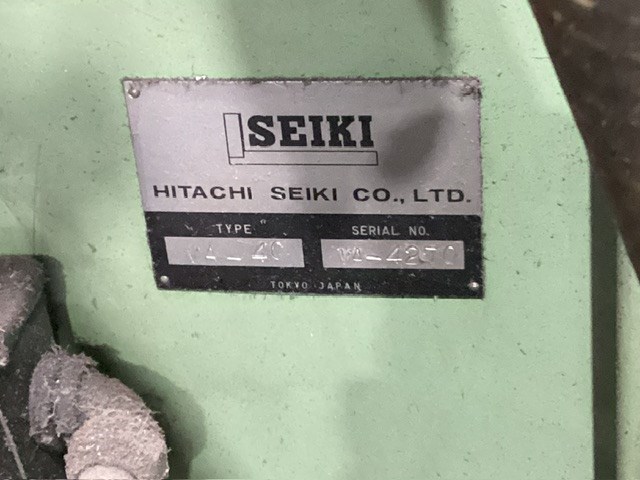 SEIKI
HITACHI SEIKI CO., LTD.
TYPE SERIAL NO.
TOKYO JAPAN